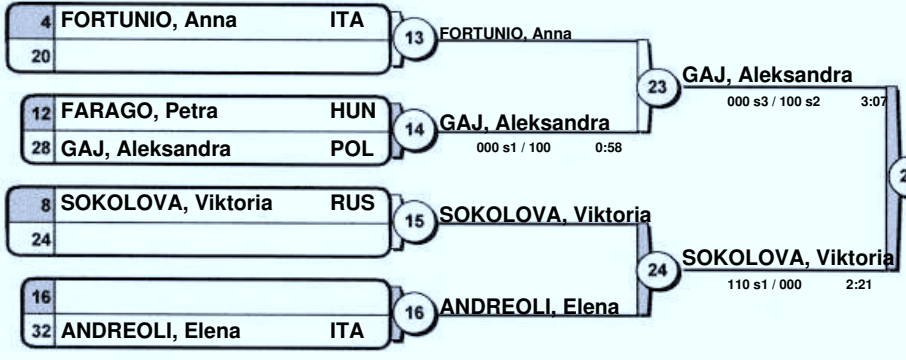 4 FORTUNIO, Anna ITA
20
13 FORTUNIO, Anna
12 FARAGO, Petra HUN
28 GAJ, Aleksandra POL
14 GAJ, Aleksandra
000 s1 / 100 0:58
23 GAJ, Aleksandra
000 s3 / 100 s2 3:07
8 SOKOLOVA, Viktoria RUS
24
15 SOKOLOVA, Viktoria
16
32 ANDREOLI, Elena ITA
16 ANDREOLI, Elena
24 SOKOLOVA, Viktoria
110 s1 / 000 2:21